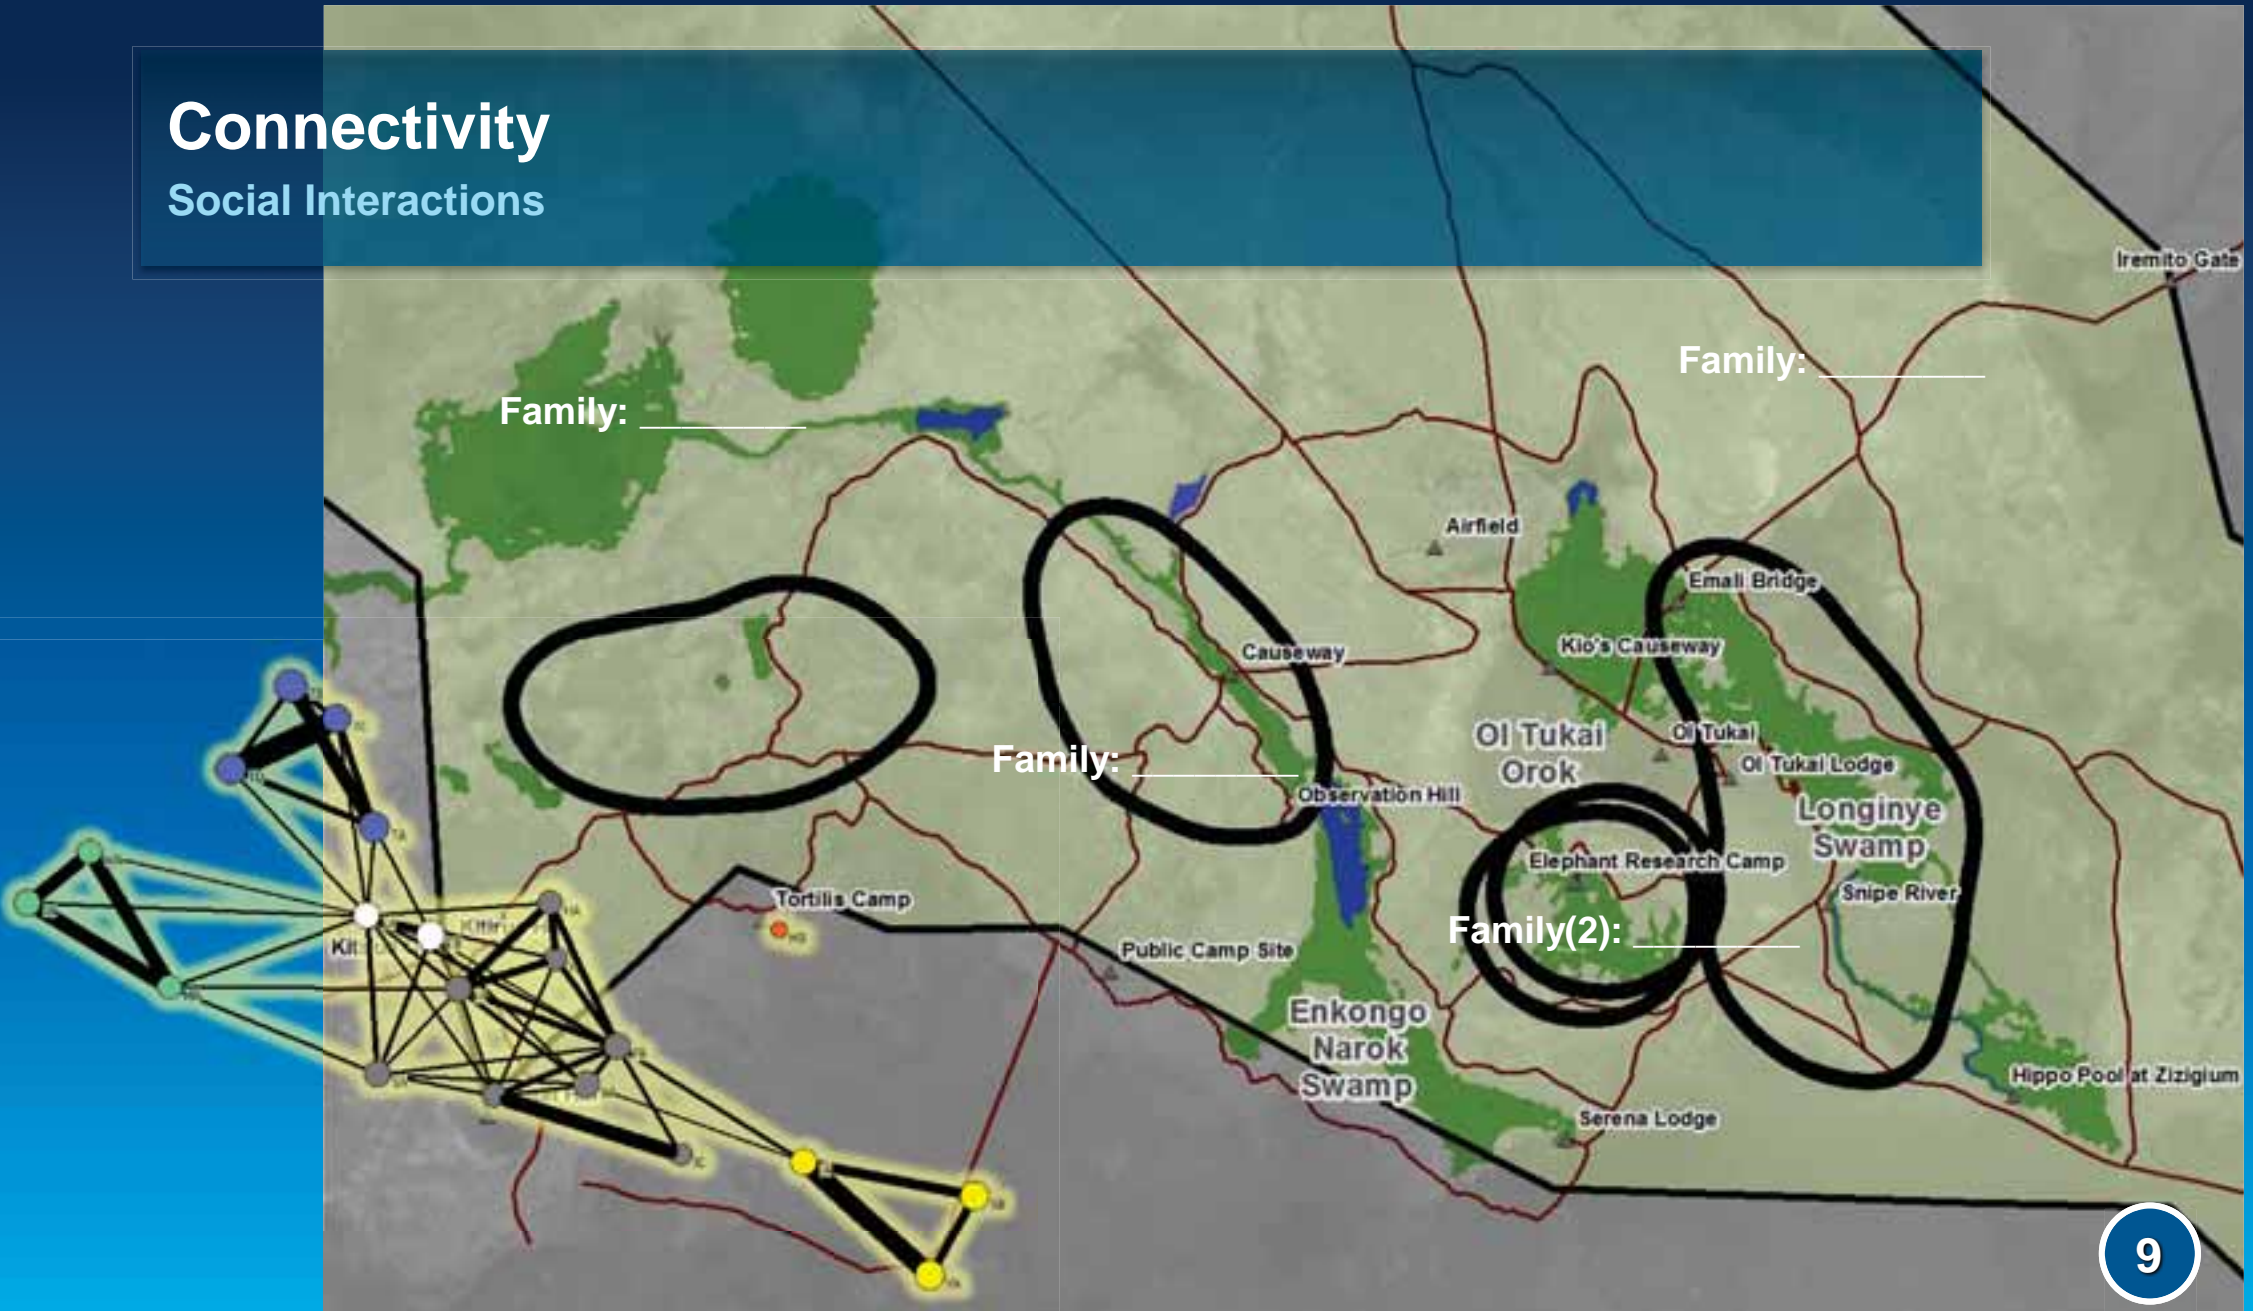 Connectivity
Social Interactions
Iremito Gate
Family: ________
Family: ________
Airfield
Emali Bridge
Kio's Causeway
Causeway
Ol Tukai
Orok
Ol Tukai
Ol Tukai Lodge
Family: ________
Observation Hill
Longinye
Swamp
Elephant Research Camp
Snipe River
Tortilis Camp
Family(2): ________
Public Camp Site
Enkongo
Narok
Swamp
Hippo Pool at Zizigium
Serena Lodge
9